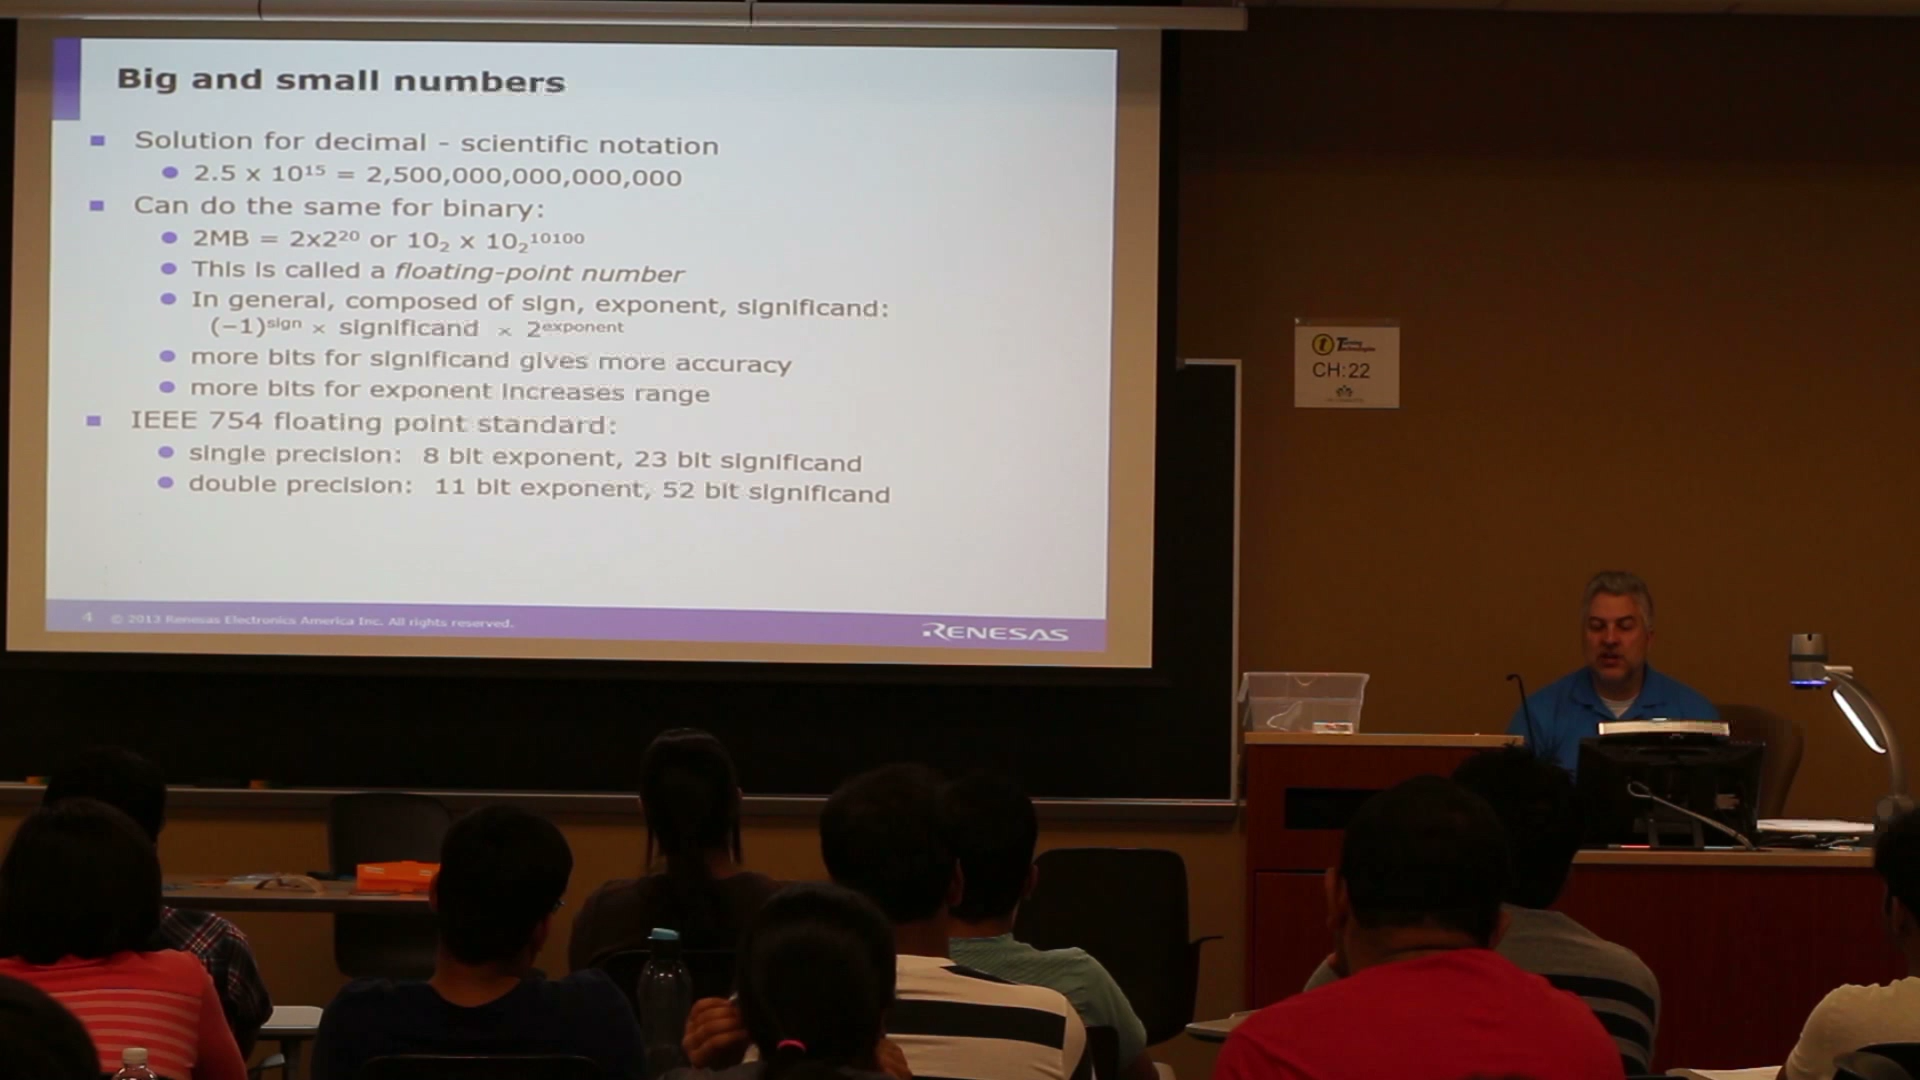 Big and small numbers
Solution for decimal - scientific notation
2.5 x 10¹⁵ = 2,500,000,000,000,000
Can do the same for binary:
2MB = 2x2²⁰ or 10₂ x 10₂¹⁰¹⁰⁰
This is called a floating-point number
In general, composed of sign, exponent, significand:
(−1)^sign × significand × 2^exponent
more bits for significand gives more accuracy
more bits for exponent increases range
IEEE 754 floating point standard:
single precision: 8 bit exponent, 23 bit significand
double precision: 11 bit exponent, 52 bit significand
4 © 2013 Renesas Electronics America Inc. All rights reserved.
RENESAS
Turning
Technologies
CH:22